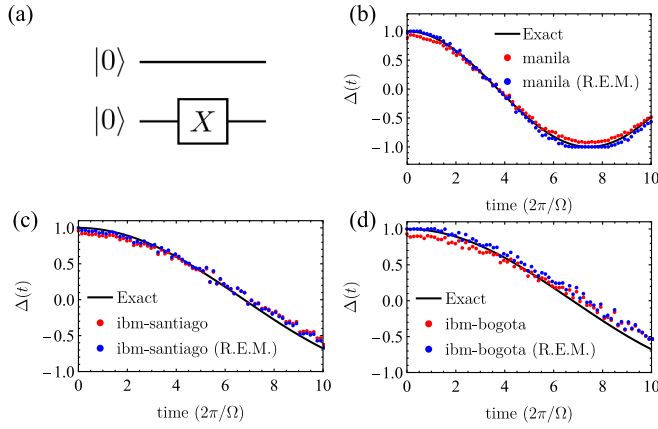 (a)
|0⟩
|0⟩ X
(b)
1.0
0.5
0.0
−0.5
−1.0
Δ(t)
Exact
manila
manila (R.E.M.)
0 2 4 6 8 10
time (2π/Ω)
(c)
1.0
0.5
0.0
−0.5
−1.0
Δ(t)
Exact
ibm-santiago
ibm-santiago (R.E.M.)
0 2 4 6 8 10
time (2π/Ω)
(d)
1.0
0.5
0.0
−0.5
−1.0
Δ(t)
Exact
ibm-bogota
ibm-bogota (R.E.M.)
0 2 4 6 8 10
time (2π/Ω)